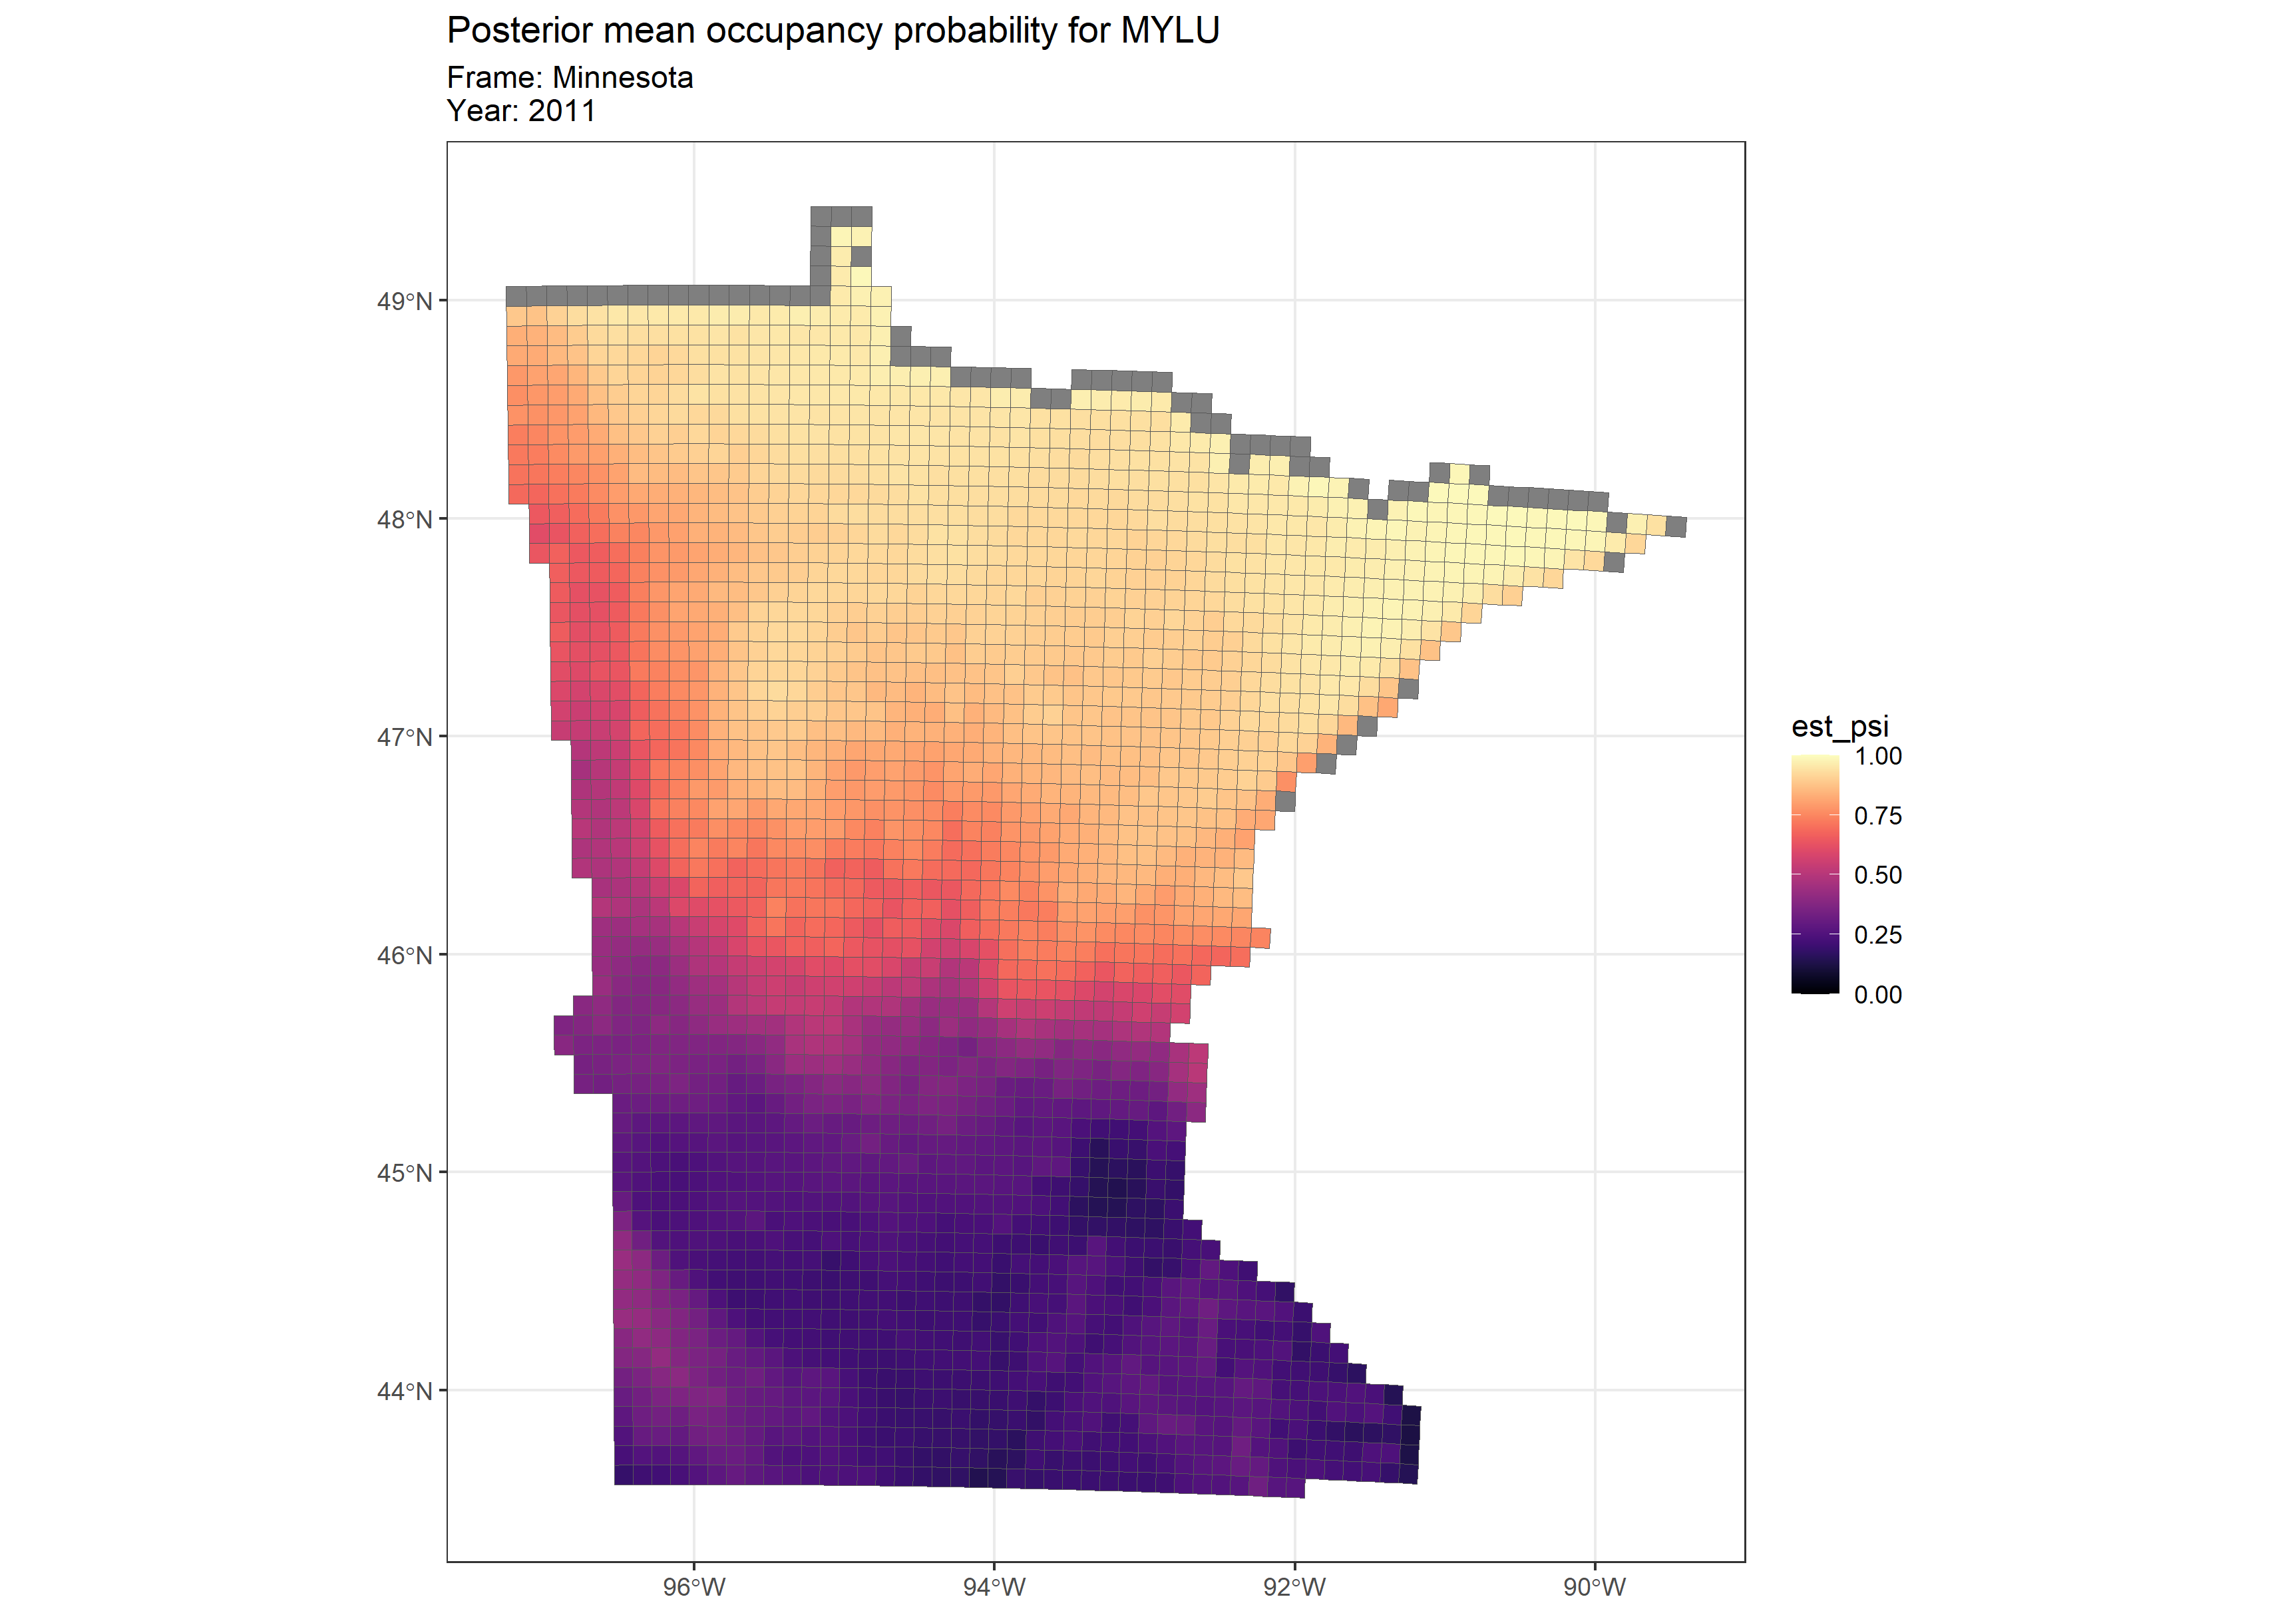 Posterior mean occupancy probability for MYLU
Frame: Minnesota
Year: 2011
49°N
48°N
47°N
46°N
45°N
44°N
96°W
94°W
92°W
90°W
est_psi
1.00
0.75
0.50
0.25
0.00